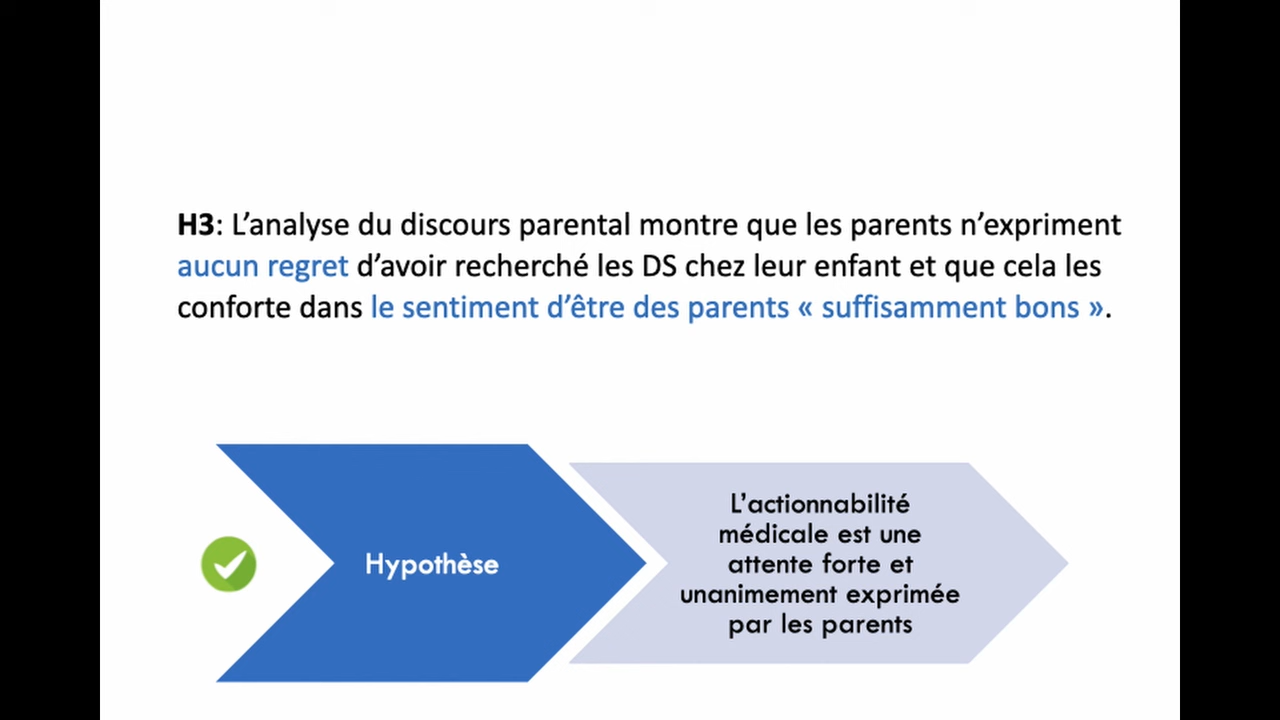 H3: L’analyse du discours parental montre que les parents n’expriment
aucun regret d’avoir recherché les DS chez leur enfant et que cela les
conforte dans le sentiment d’être des parents « suffisamment bons ».
Hypothèse
L’actionnabilité
médicale est une
attente forte et
unanimement exprimée
par les parents